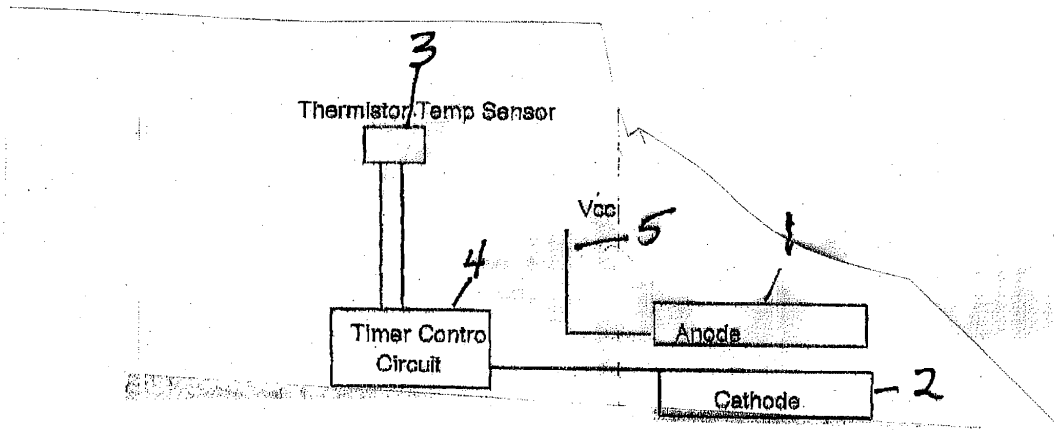 3
Thermistor Temp Sensor
Vcc
5
1
4
Timer Contro
Circuit
Anode
Cathode
2